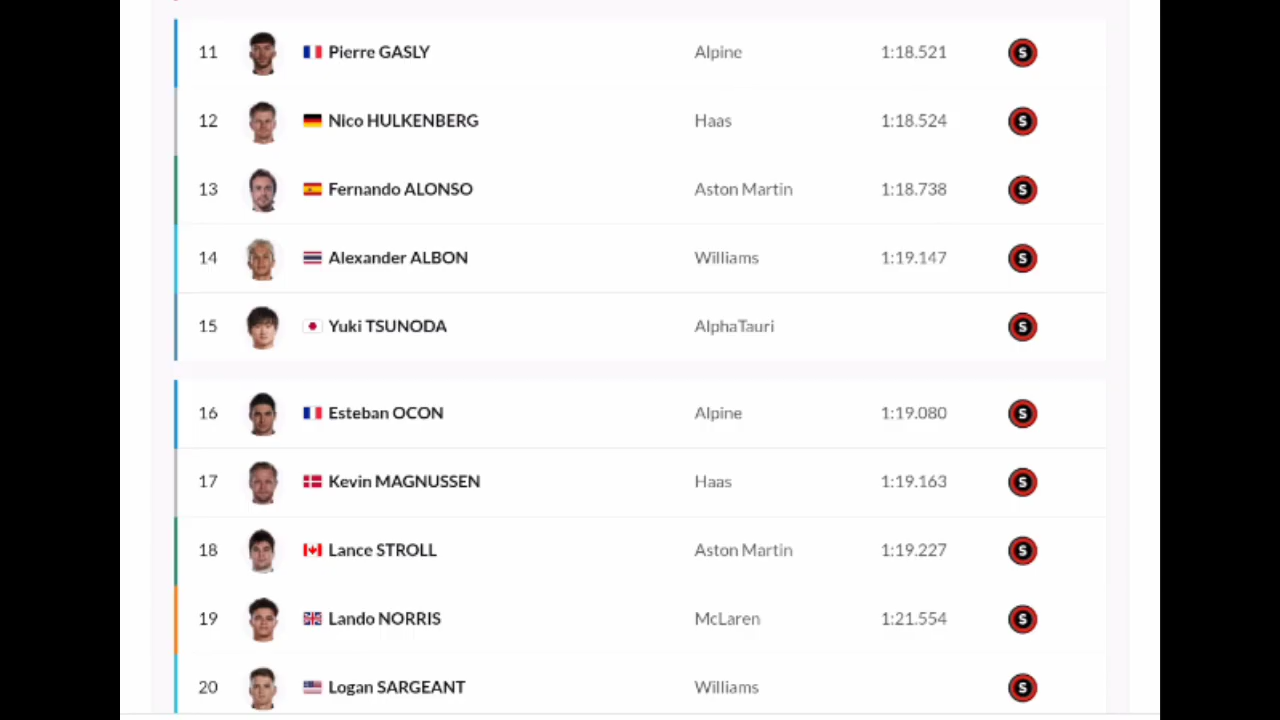 11 Pierre GASLY Alpine 1:18.521 S
12 Nico HULKENBERG Haas 1:18.524 S
13 Fernando ALONSO Aston Martin 1:18.738 S
14 Alexander ALBON Williams 1:19.147 S
15 Yuki TSUNODA AlphaTauri S
16 Esteban OCON Alpine 1:19.080 S
17 Kevin MAGNUSSEN Haas 1:19.163 S
18 Lance STROLL Aston Martin 1:19.227 S
19 Lando NORRIS McLaren 1:21.554 S
20 Logan SARGEANT Williams S